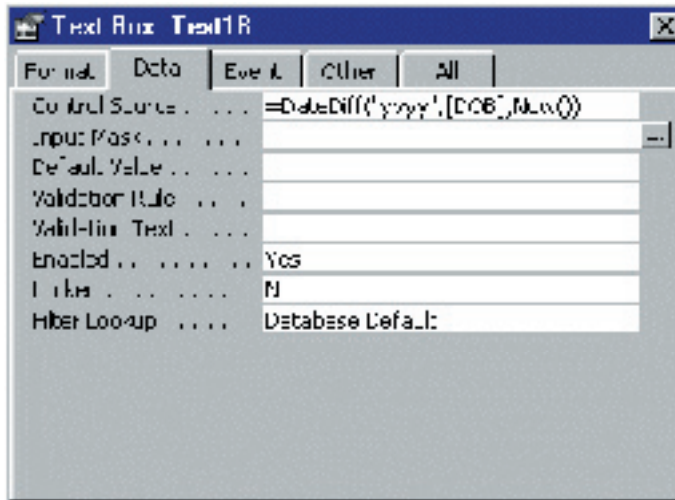 Text Box Text18
Format Data Event Other All
Control Source . . . . =DateDiff("yyyy",[DOB],Now())
Input Mask . . . . . .
Default Value . . . . .
Validation Rule . . . .
Validation Text . . . .
Enabled . . . . . . . . Yes
Locked . . . . . . . . No
Filter Lookup . . . . Database Default